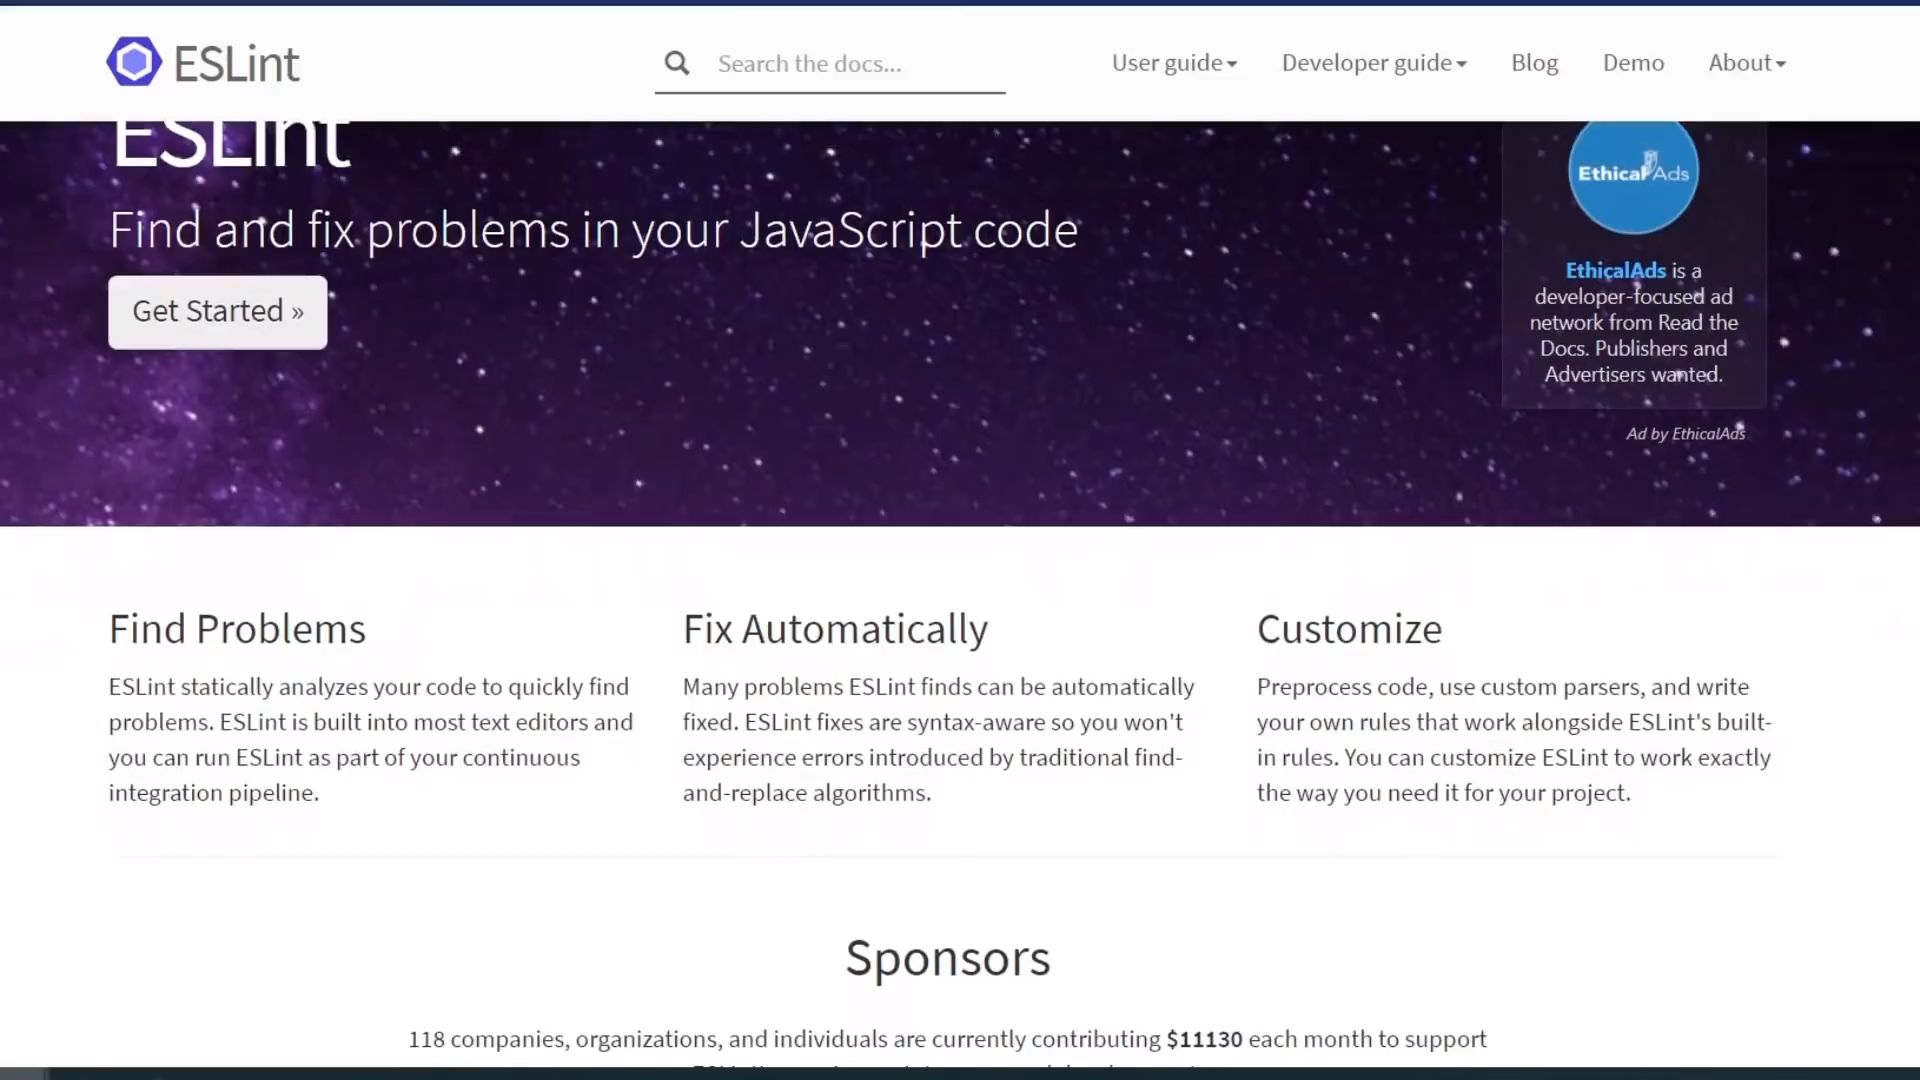 ESLint
Search the docs...
User guide
Developer guide
Blog
Demo
About
ESLint
Find and fix problems in your JavaScript code
Get Started »
EthicalAds
EthicalAds is a
developer-focused ad
network from Read the
Docs. Publishers and
Advertisers wanted.
Ad by EthicalAds
Find Problems
ESLint statically analyzes your code to quickly find
problems. ESLint is built into most text editors and
you can run ESLint as part of your continuous
integration pipeline.
Fix Automatically
Many problems ESLint finds can be automatically
fixed. ESLint fixes are syntax-aware so you won't
experience errors introduced by traditional find-
and-replace algorithms.
Customize
Preprocess code, use custom parsers, and write
your own rules that work alongside ESLint's built-
in rules. You can customize ESLint to work exactly
the way you need it for your project.
Sponsors
118 companies, organizations, and individuals are currently contributing $11130 each month to support